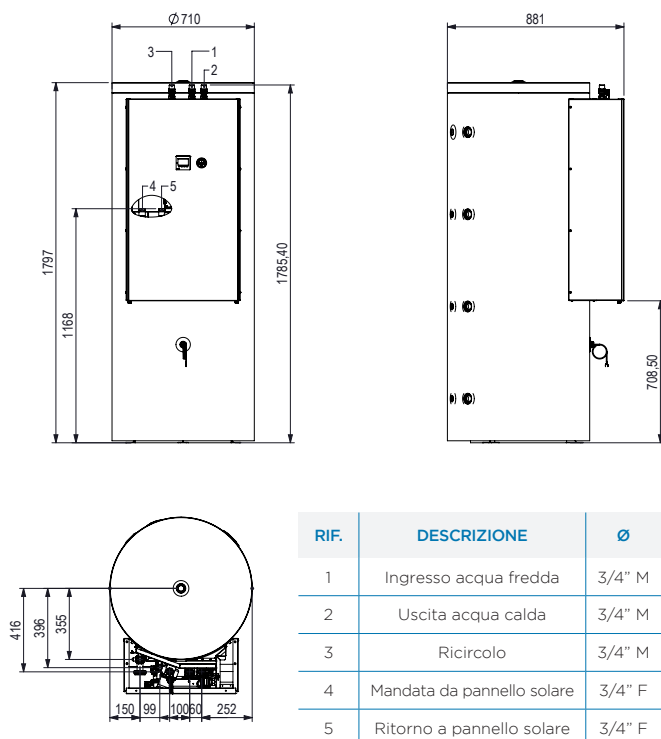 Ø710
3
1
2
4
5
1797
1168
1785,40
881
708,50
416
396
355
150
99
100
60
252
RIF. DESCRIZIONE Ø
1 Ingresso acqua fredda 3/4” M
2 Uscita acqua calda 3/4” M
3 Ricircolo 3/4” M
4 Mandata da pannello solare 3/4” F
5 Ritorno a pannello solare 3/4” F